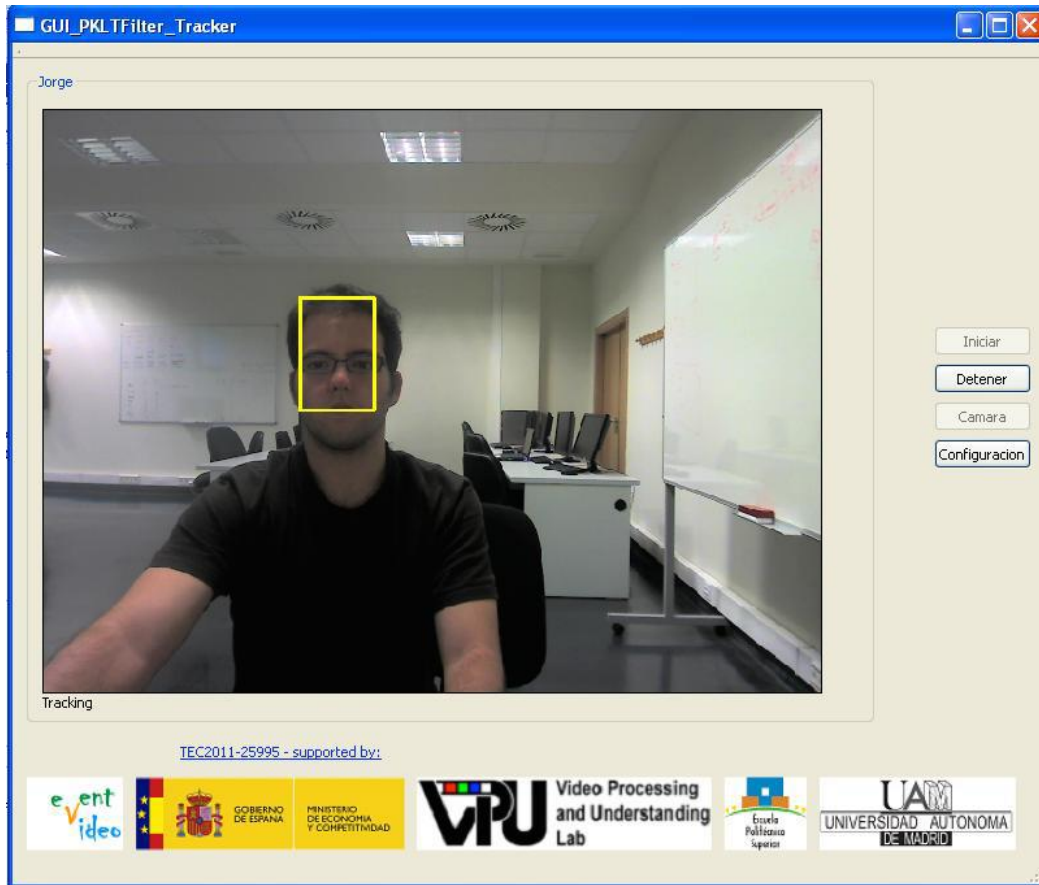 GUI_PKLTFilter_Tracker
Jorge
Iniciar
Detener
Camara
Configuracion
Tracking
TEC2011-25995 - supported by:
event
video
GOBIERNO
DE ESPAÑA
MINISTERIO
DE ECONOMIA
Y COMPETITIVIDAD
VPU
Video Processing
and Understanding
Lab
Escuela
Politécnica
Superior
UAM
UNIVERSIDAD AUTONOMA
DE MADRID